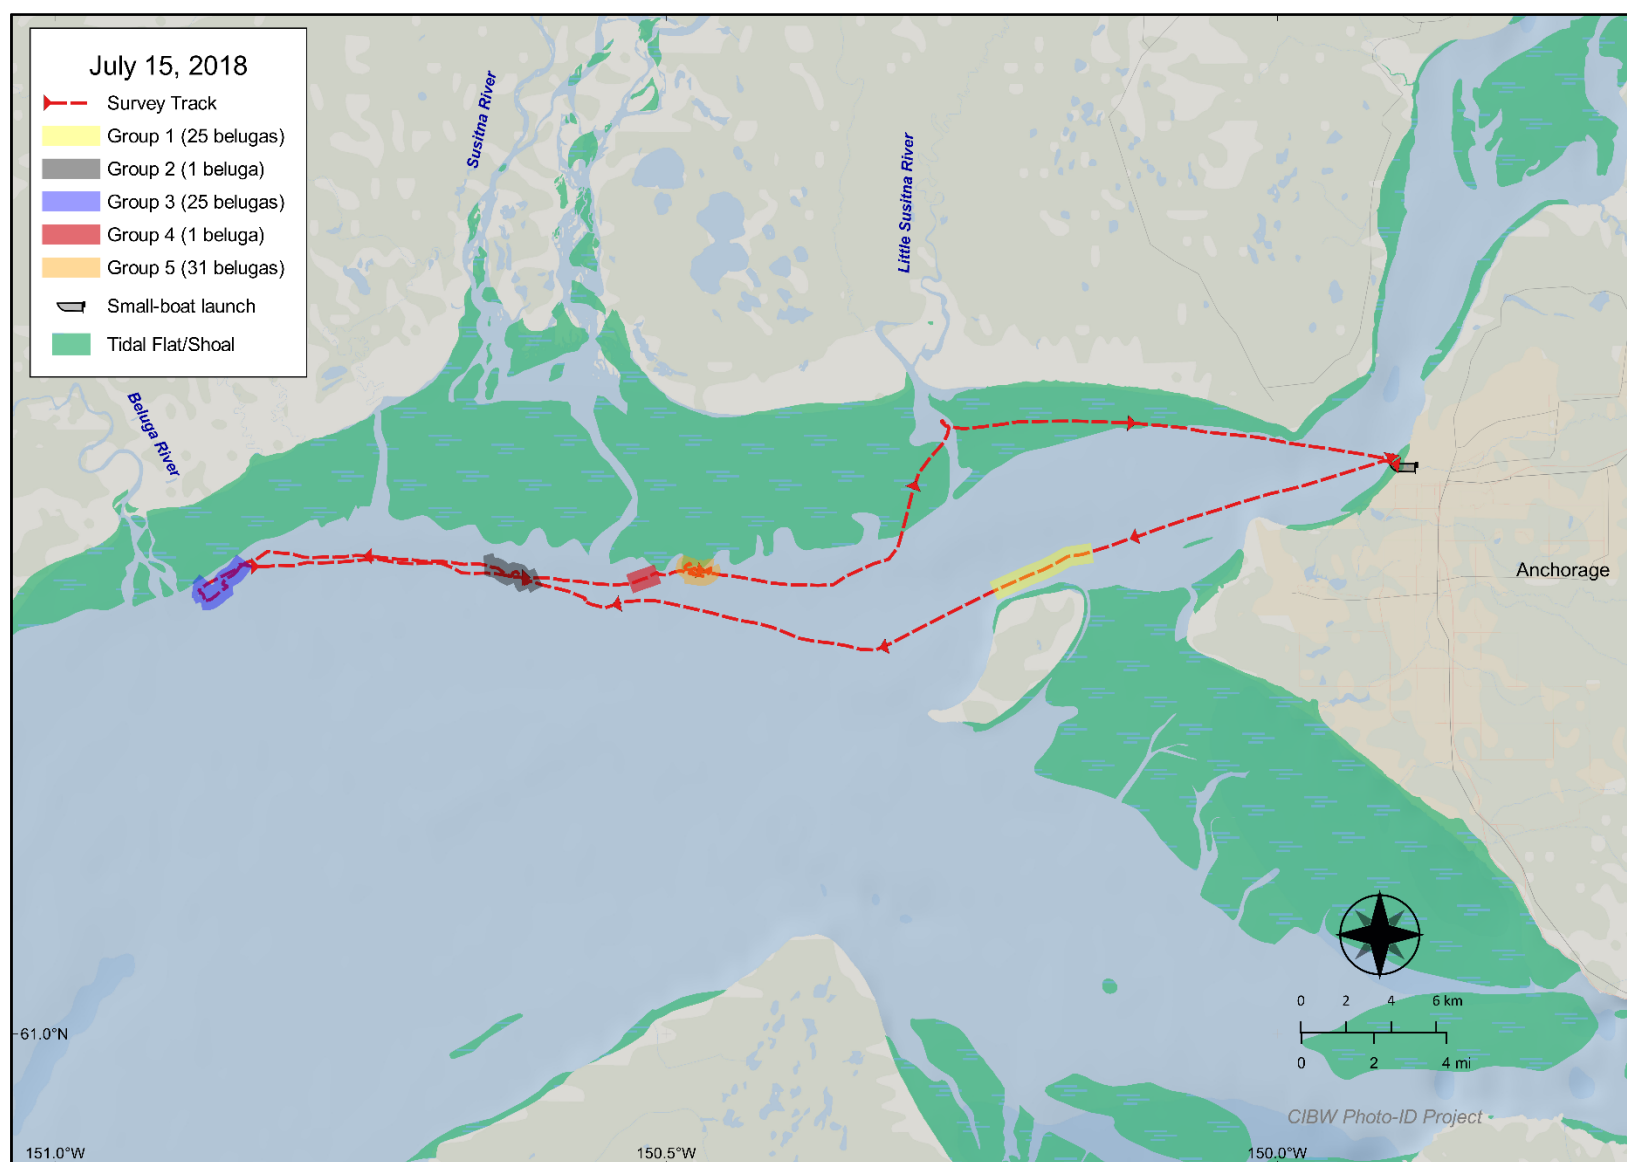 July 15, 2018
Survey Track
Group 1 (25 belugas)
Group 2 (1 beluga)
Group 3 (25 belugas)
Group 4 (1 beluga)
Group 5 (31 belugas)
Small-boat launch
Tidal Flat/Shoal
Susitna River
Little Susitna River
Beluga River
Anchorage
0 2 4 6 km
0 2 4 mi
61.0°N
CIBW Photo-ID Project
151.0°W 150.5°W 150.0°W